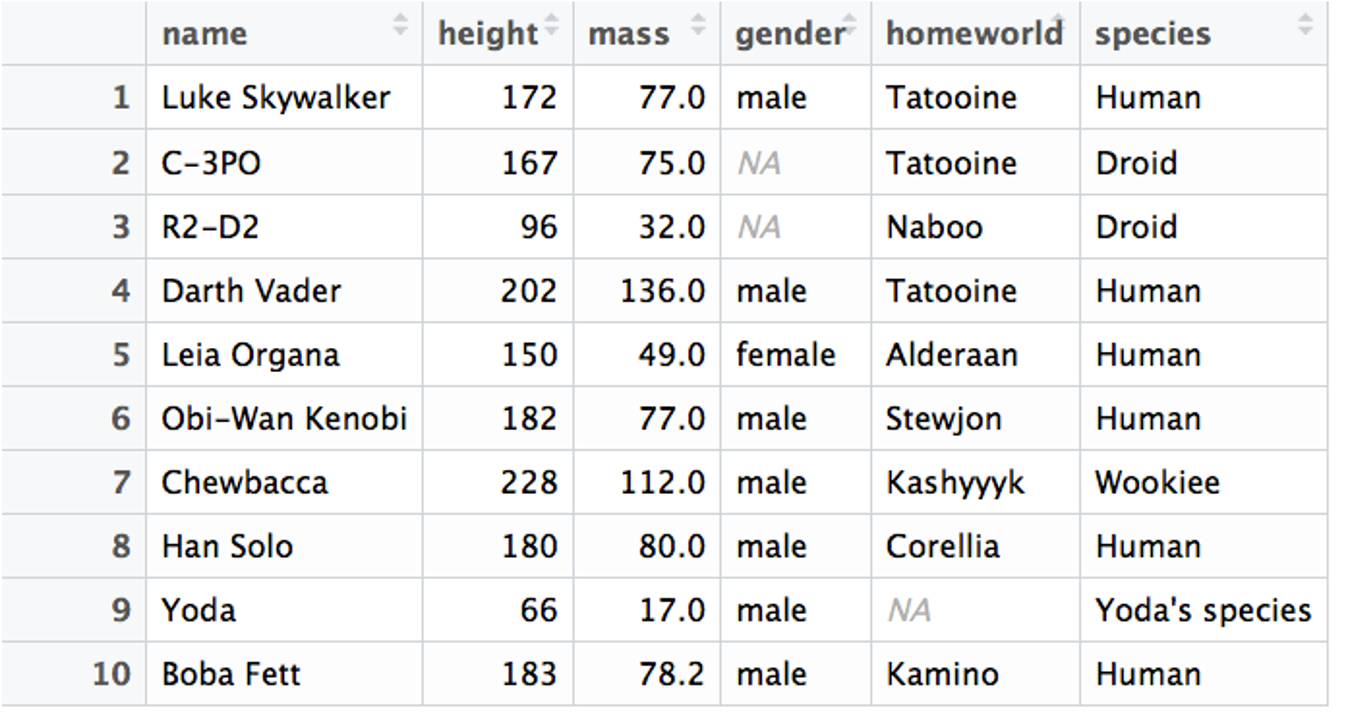 name height mass gender homeworld species
1 Luke Skywalker 172 77.0 male Tatooine Human
2 C-3PO 167 75.0 NA Tatooine Droid
3 R2-D2 96 32.0 NA Naboo Droid
4 Darth Vader 202 136.0 male Tatooine Human
5 Leia Organa 150 49.0 female Alderaan Human
6 Obi-Wan Kenobi 182 77.0 male Stewjon Human
7 Chewbacca 228 112.0 male Kashyyyk Wookiee
8 Han Solo 180 80.0 male Corellia Human
9 Yoda 66 17.0 male NA Yoda's species
10 Boba Fett 183 78.2 male Kamino Human